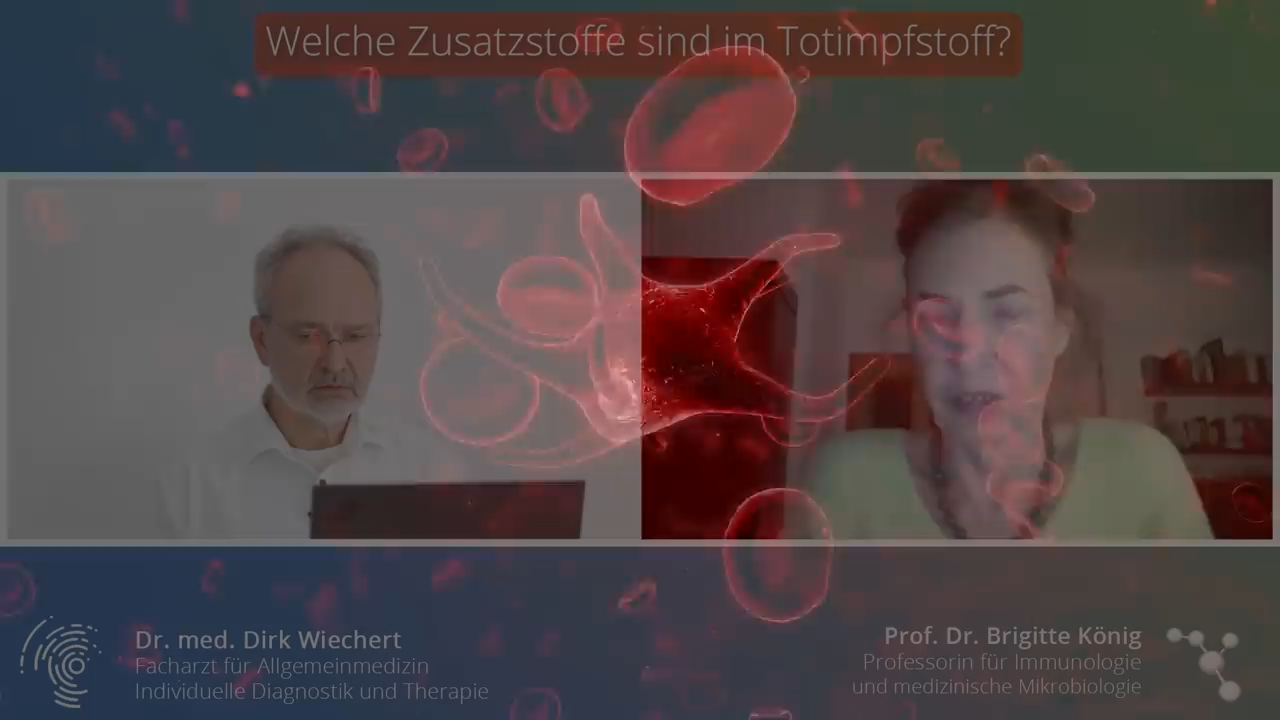 Welche Zusatzstoffe sind im Totimpfstoff?
Dr. med. Dirk Wiechert
Facharzt für Allgemeinmedizin
Individuelle Diagnostik und Therapie
Prof. Dr. Brigitte König
Professorin für Immunologie
und medizinische Mikrobiologie